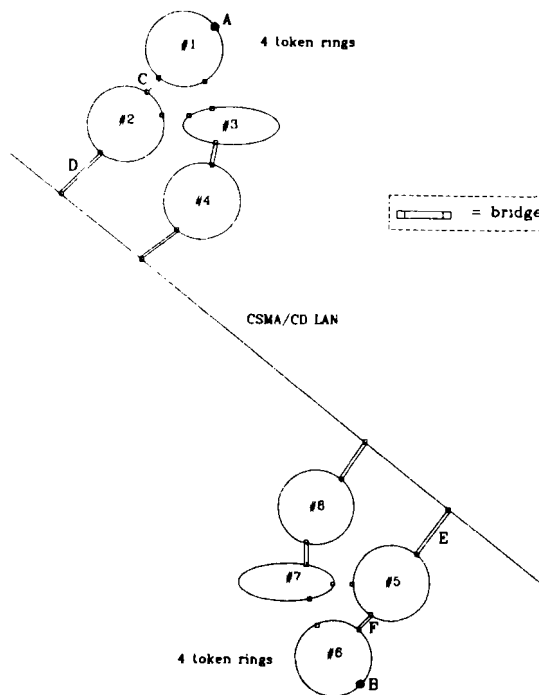 A
#1
4 token rings
C
#2
#3
D
#4
= bridge
CSMA/CD LAN
#8
E
#7
#5
F
4 token rings
#6
B